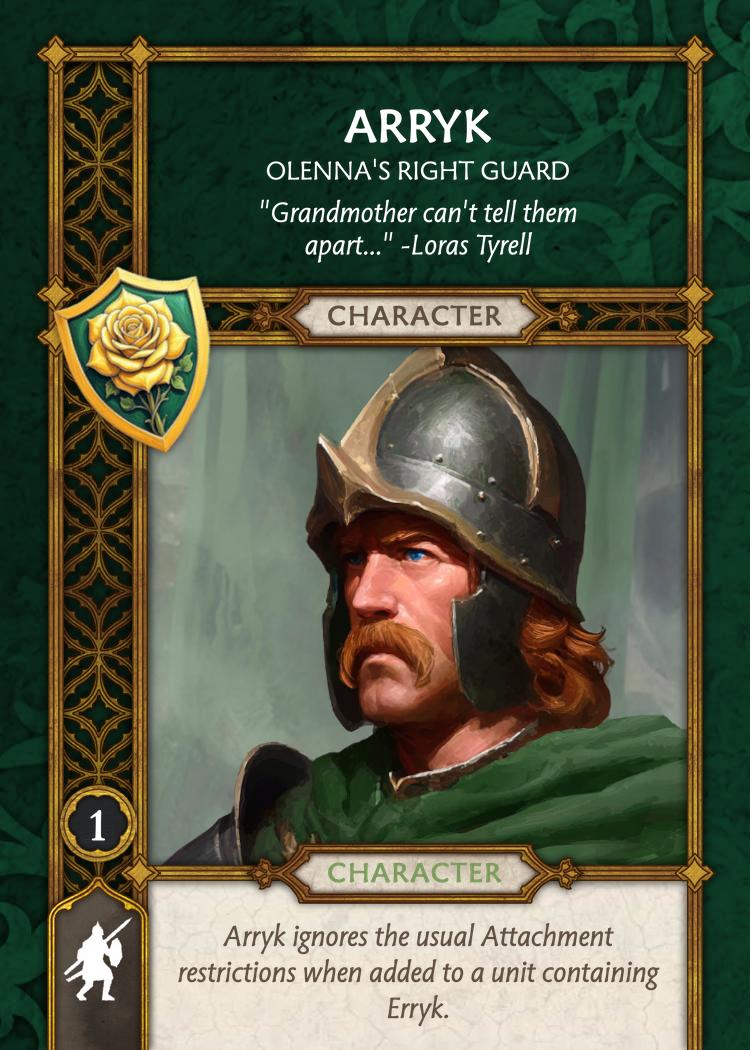 ARRYK
OLENNA'S RIGHT GUARD
"Grandmother can't tell them
apart..." -Loras Tyrell
CHARACTER
1
CHARACTER
Arryk ignores the usual Attachment
restrictions when added to a unit containing
Erryk.